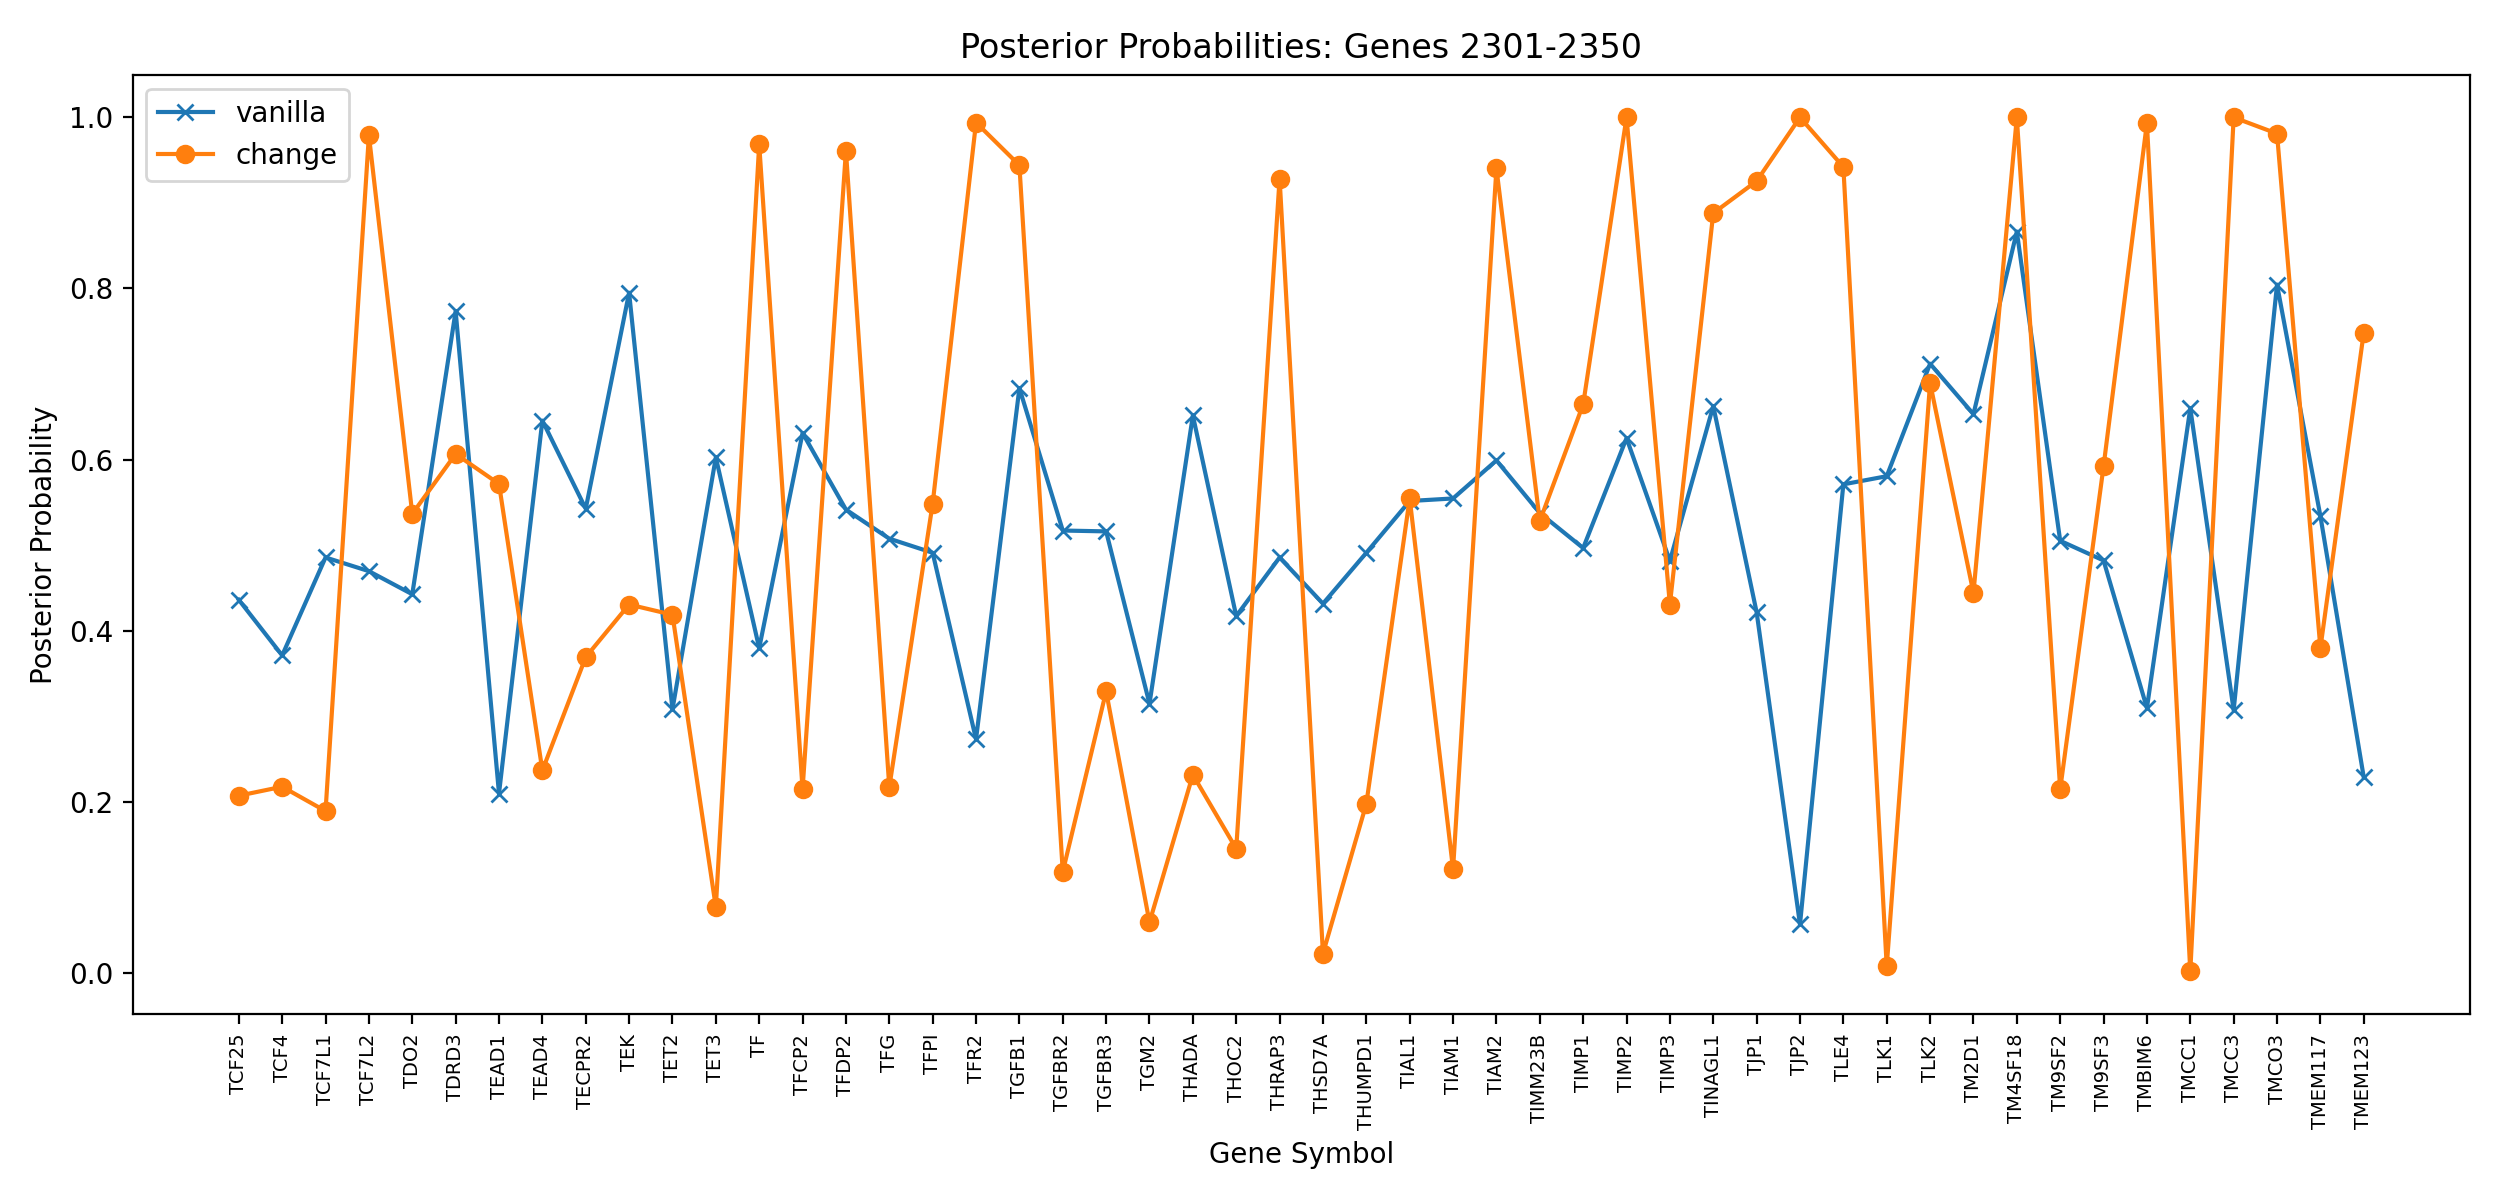 Posterior Probabilities: Genes 2301-2350
vanilla
change
Posterior Probability
1.0
0.8
0.6
0.4
0.2
0.0
TCF25
TCF4
TCF7L1
TCF7L2
TDO2
TDRD3
TEAD1
TEAD4
TECPR2
TEK
TET2
TET3
TF
TFCP2
TFDP2
TFG
TFPI
TFR2
TGFB1
TGFBR2
TGFBR3
TGM2
THADA
THOC2
THRAP3
THSD7A
THUMPD1
TIAL1
TIAM1
TIAM2
TIMM23B
TIMP1
TIMP2
TIMP3
TINAGL1
TJP1
TJP2
TLE4
TLK1
TLK2
TM2D1
TM4SF18
TM9SF2
TM9SF3
TMBIM6
TMCC1
TMCC3
TMCO3
TMEM117
TMEM123
Gene Symbol